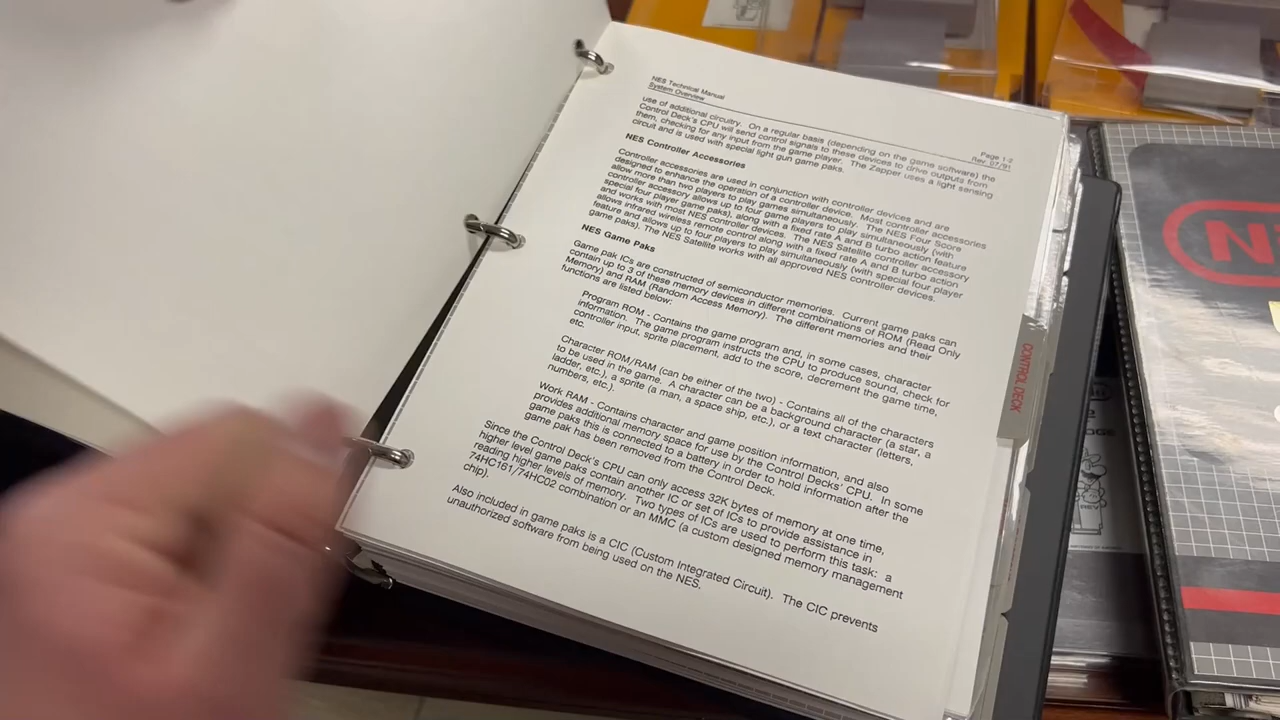 NES Technical Manual
System Overview
Page 1-2
Rev. 07/91
use of additional circuitry. On a regular basis (depending on the game software) the
Control Deck's CPU will send control signals to these devices to drive outputs from
them, checking for any input from the game player. The Zapper uses a light sensing
circuit and is used with special light gun game paks.
NES Controller Accessories
Controller accessories are used in conjunction with controller devices and are
designed to enhance the operation of a controller device. Most controller accessories
allow more than two players to play games simultaneously. The NES Four Score
controller accessory allows up to four game players to play simultaneously (with
special four player game paks), along with a fixed rate A and B turbo action feature
and works with most NES controller devices. The NES Satellite controller accessory
allows infrared wireless remote control along with a fixed rate A and B turbo action
feature and allows up to four players to play simultaneously (with special four player
game paks). The NES Satellite works with all approved NES controller devices.
NES Game Paks
Game pak ICs are constructed of semiconductor memories. Current game paks can
contain up to 3 of these memory devices in different combinations of ROM (Read Only
Memory) and RAM (Random Access Memory). The different memories and their
functions are listed below:
Program ROM - Contains the game program and, in some cases, character
information. The game program instructs the CPU to produce sound, check for
controller input, sprite placement, add to the score, decrement the game time,
etc.
Character ROM/RAM (can be either of the two) - Contains all of the characters
to be used in the game. A character can be a background character (a star, a
ladder, etc.), a sprite (a man, a space ship, etc.), or a text character (letters,
numbers, etc.).
Work RAM - Contains character and game position information, and also
provides additional memory space for use by the Control Decks' CPU. In some
game paks this is connected to a battery in order to hold information after the
game pak has been removed from the Control Deck.
Since the Control Deck's CPU can only access 32K bytes of memory at one time,
higher level game paks contain another IC or set of ICs to provide assistance in
reading higher levels of memory. Two types of ICs are used to perform this task: a
74HC161/74HC02 combination or an MMC (a custom designed memory management
chip).
Also included in game paks is a CIC (Custom Integrated Circuit). The CIC prevents
unauthorized software from being used on the NES.
CONTROL DECK